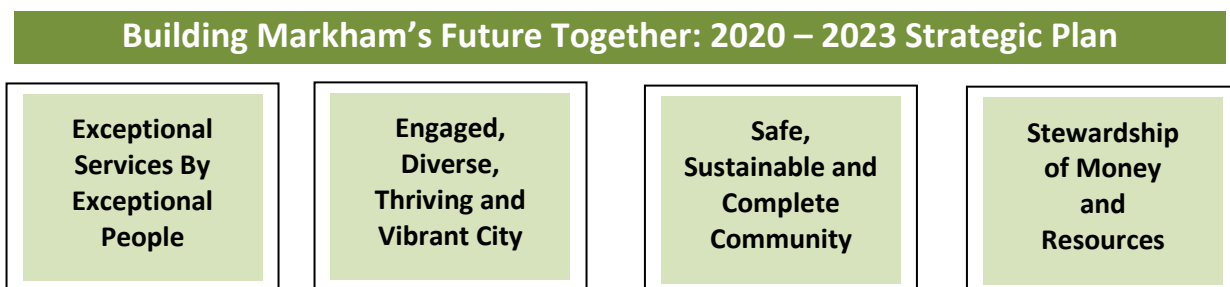 Building Markham’s Future Together: 2020 – 2023 Strategic Plan
Exceptional
Services By
Exceptional
People
Engaged,
Diverse,
Thriving and
Vibrant City
Safe,
Sustainable and
Complete
Community
Stewardship
of Money
and
Resources